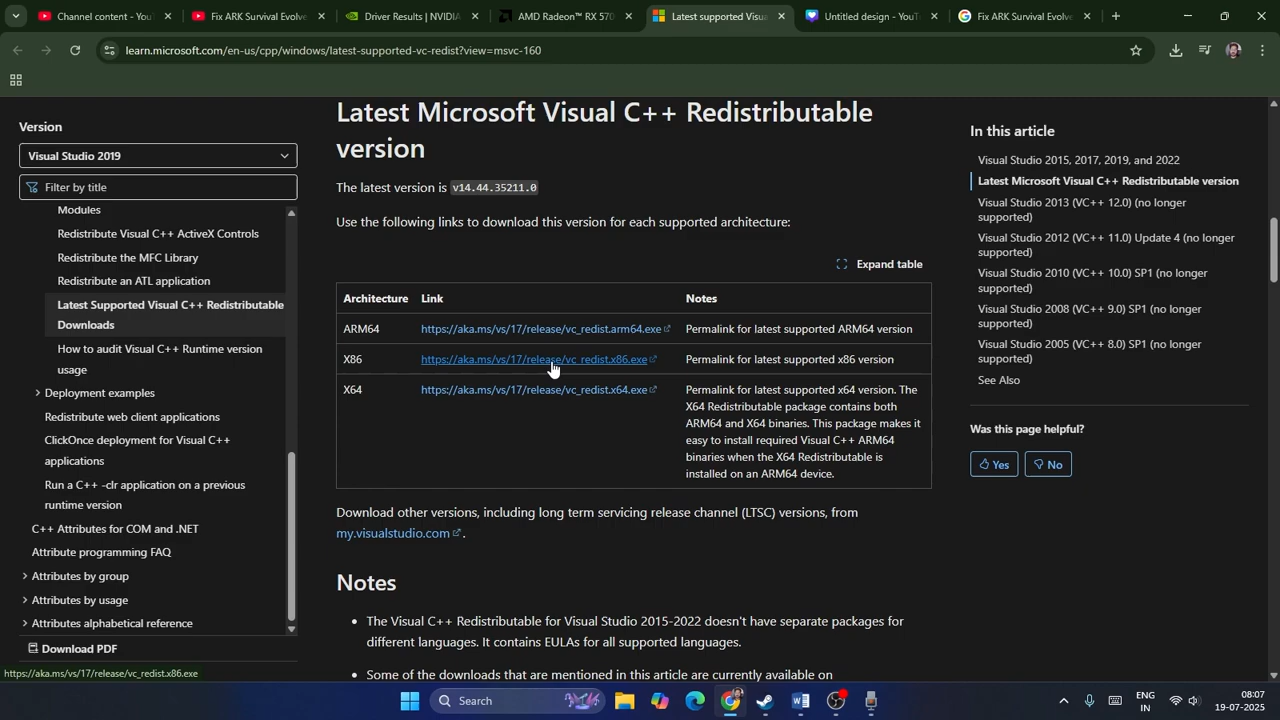 Channel content - YouT
Fix ARK Survival Evolve
Driver Results | NVIDIA
AMD Radeon™ RX 570
Latest supported Visua
Untitled design - YouT
Fix ARK Survival Evolve
learn.microsoft.com/en-us/cpp/windows/latest-supported-vc-redist?view=msvc-160
Version
Visual Studio 2019
Filter by title
Modules
Redistribute Visual C++ ActiveX Controls
Redistribute the MFC Library
Redistribute an ATL application
Latest Supported Visual C++ Redistributable
Downloads
How to audit Visual C++ Runtime version
usage
Deployment examples
Redistribute web client applications
ClickOnce deployment for Visual C++
applications
Run a C++ -clr application on a previous
runtime version
C++ Attributes for COM and .NET
Attribute programming FAQ
Attributes by group
Attributes by usage
Attributes alphabetical reference
Download PDF
Latest Microsoft Visual C++ Redistributable
version
The latest version is v14.44.35211.0
Use the following links to download this version for each supported architecture:
Expand table
Architecture Link Notes
ARM64 https://aka.ms/vs/17/release/vc_redist.arm64.exe Permalink for latest supported ARM64 version
X86 https://aka.ms/vs/17/release/vc_redist.x86.exe Permalink for latest supported x86 version
X64 https://aka.ms/vs/17/release/vc_redist.x64.exe Permalink for latest supported x64 version. The
X64 Redistributable package contains both
ARM64 and X64 binaries. This package makes it
easy to install required Visual C++ ARM64
binaries when the X64 Redistributable is
installed on an ARM64 device.
Download other versions, including long term servicing release channel (LTSC) versions, from
my.visualstudio.com.
Notes
• The Visual C++ Redistributable for Visual Studio 2015-2022 doesn't have separate packages for
different languages. It contains EULAs for all supported languages.
• Some of the downloads that are mentioned in this article are currently available on
In this article
Visual Studio 2015, 2017, 2019, and 2022
Latest Microsoft Visual C++ Redistributable version
Visual Studio 2013 (VC++ 12.0) (no longer
supported)
Visual Studio 2012 (VC++ 11.0) Update 4 (no longer
supported)
Visual Studio 2010 (VC++ 10.0) SP1 (no longer
supported)
Visual Studio 2008 (VC++ 9.0) SP1 (no longer
supported)
Visual Studio 2005 (VC++ 8.0) SP1 (no longer
supported)
See Also
Was this page helpful?
Yes
No
https://aka.ms/vs/17/release/vc_redist.x86.exe
Search
ENG
IN
08:07
19-07-2025